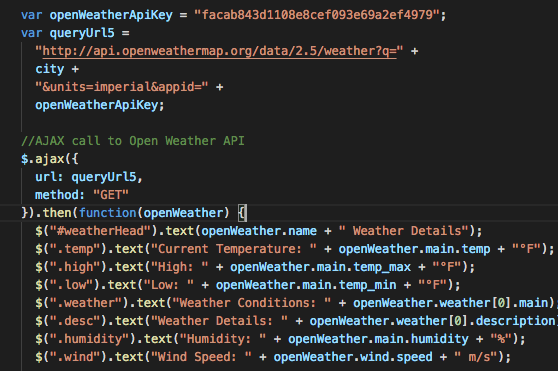 var openWeatherApiKey = "facab843d1108e8cef093e69a2ef4979";
var queryUrl5 =
"http://api.openweathermap.org/data/2.5/weather?q=" +
city +
"&units=imperial&appid=" +
openWeatherApiKey;
//AJAX call to Open Weather API
$.ajax({
url: queryUrl5,
method: "GET"
}).then(function(openWeather) {
$("#weatherHead").text(openWeather.name + " Weather Details");
$(".temp").text("Current Temperature: " + openWeather.main.temp + "°F");
$(".high").text("High: " + openWeather.main.temp_max + "°F");
$(".low").text("Low: " + openWeather.main.temp_min + "°F");
$(".weather").text("Weather Conditions: " + openWeather.weather[0].main);
$(".desc").text("Weather Details: " + openWeather.weather[0].description)
$(".humidity").text("Humidity: " + openWeather.main.humidity + "%");
$(".wind").text("Wind Speed: " + openWeather.wind.speed + " m/s");